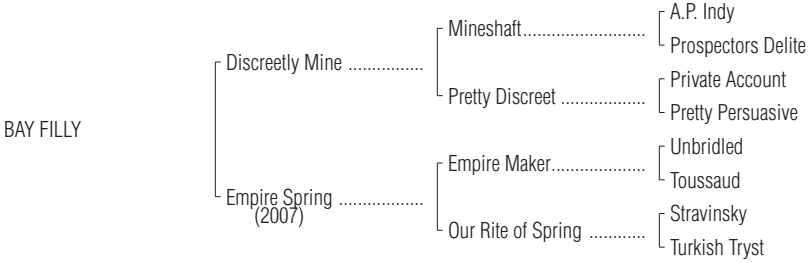 A.P. Indy
Mineshaft..........................
Prospectors Delite
Discreetly Mine ................
Private Account
Pretty Discreet ..................
Pretty Persuasive
BAY FILLY
Unbridled
Empire Maker....................
Toussaud
Empire Spring ..................
(2007)
Stravinsky
Our Rite of Spring ............
Turkish Tryst